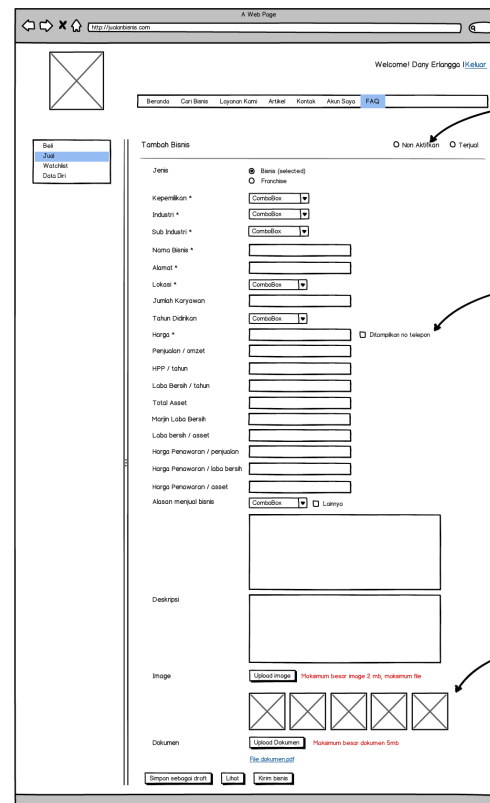 A Web Page
http://jualanbisnis.com
Welcome! Dany Erlangga |Keluar
Beranda Cari Bisnis Layanan Kami Artikel Kontak Akun Saya FAQ
Beli
Jual
Watchlist
Data Diri
Tambah Bisnis
Non Aktifkan Terjual
Jenis Bisnis (selected)
Franchise
Kepemilikan * ComboBox
Industri * ComboBox
Sub Industri * ComboBox
Nama Bisnis *
Alamat *
Lokasi * ComboBox
Jumlah Karyawan
Tahun Didirikan ComboBox
Harga * Ditampilkan no telepon
Penjualan / omzet
HPP / tahun
Laba Bersih / tahun
Total Asset
Marjin Laba Bersih
Laba bersih / asset
Harga Penawaran / penjualan
Harga Penawaran / laba bersih
Harga Penawaran / asset
Alasan menjual bisnis ComboBox Lainnya
Deskripsi
Image Upload image Maksimum besar image 2 mb, maksimum file
Dokumen Upload Dokumen Maksimum besar dokumen 5mb
File dokumen.pdf
Simpan sebagai draft Lihat Kirim bisnis